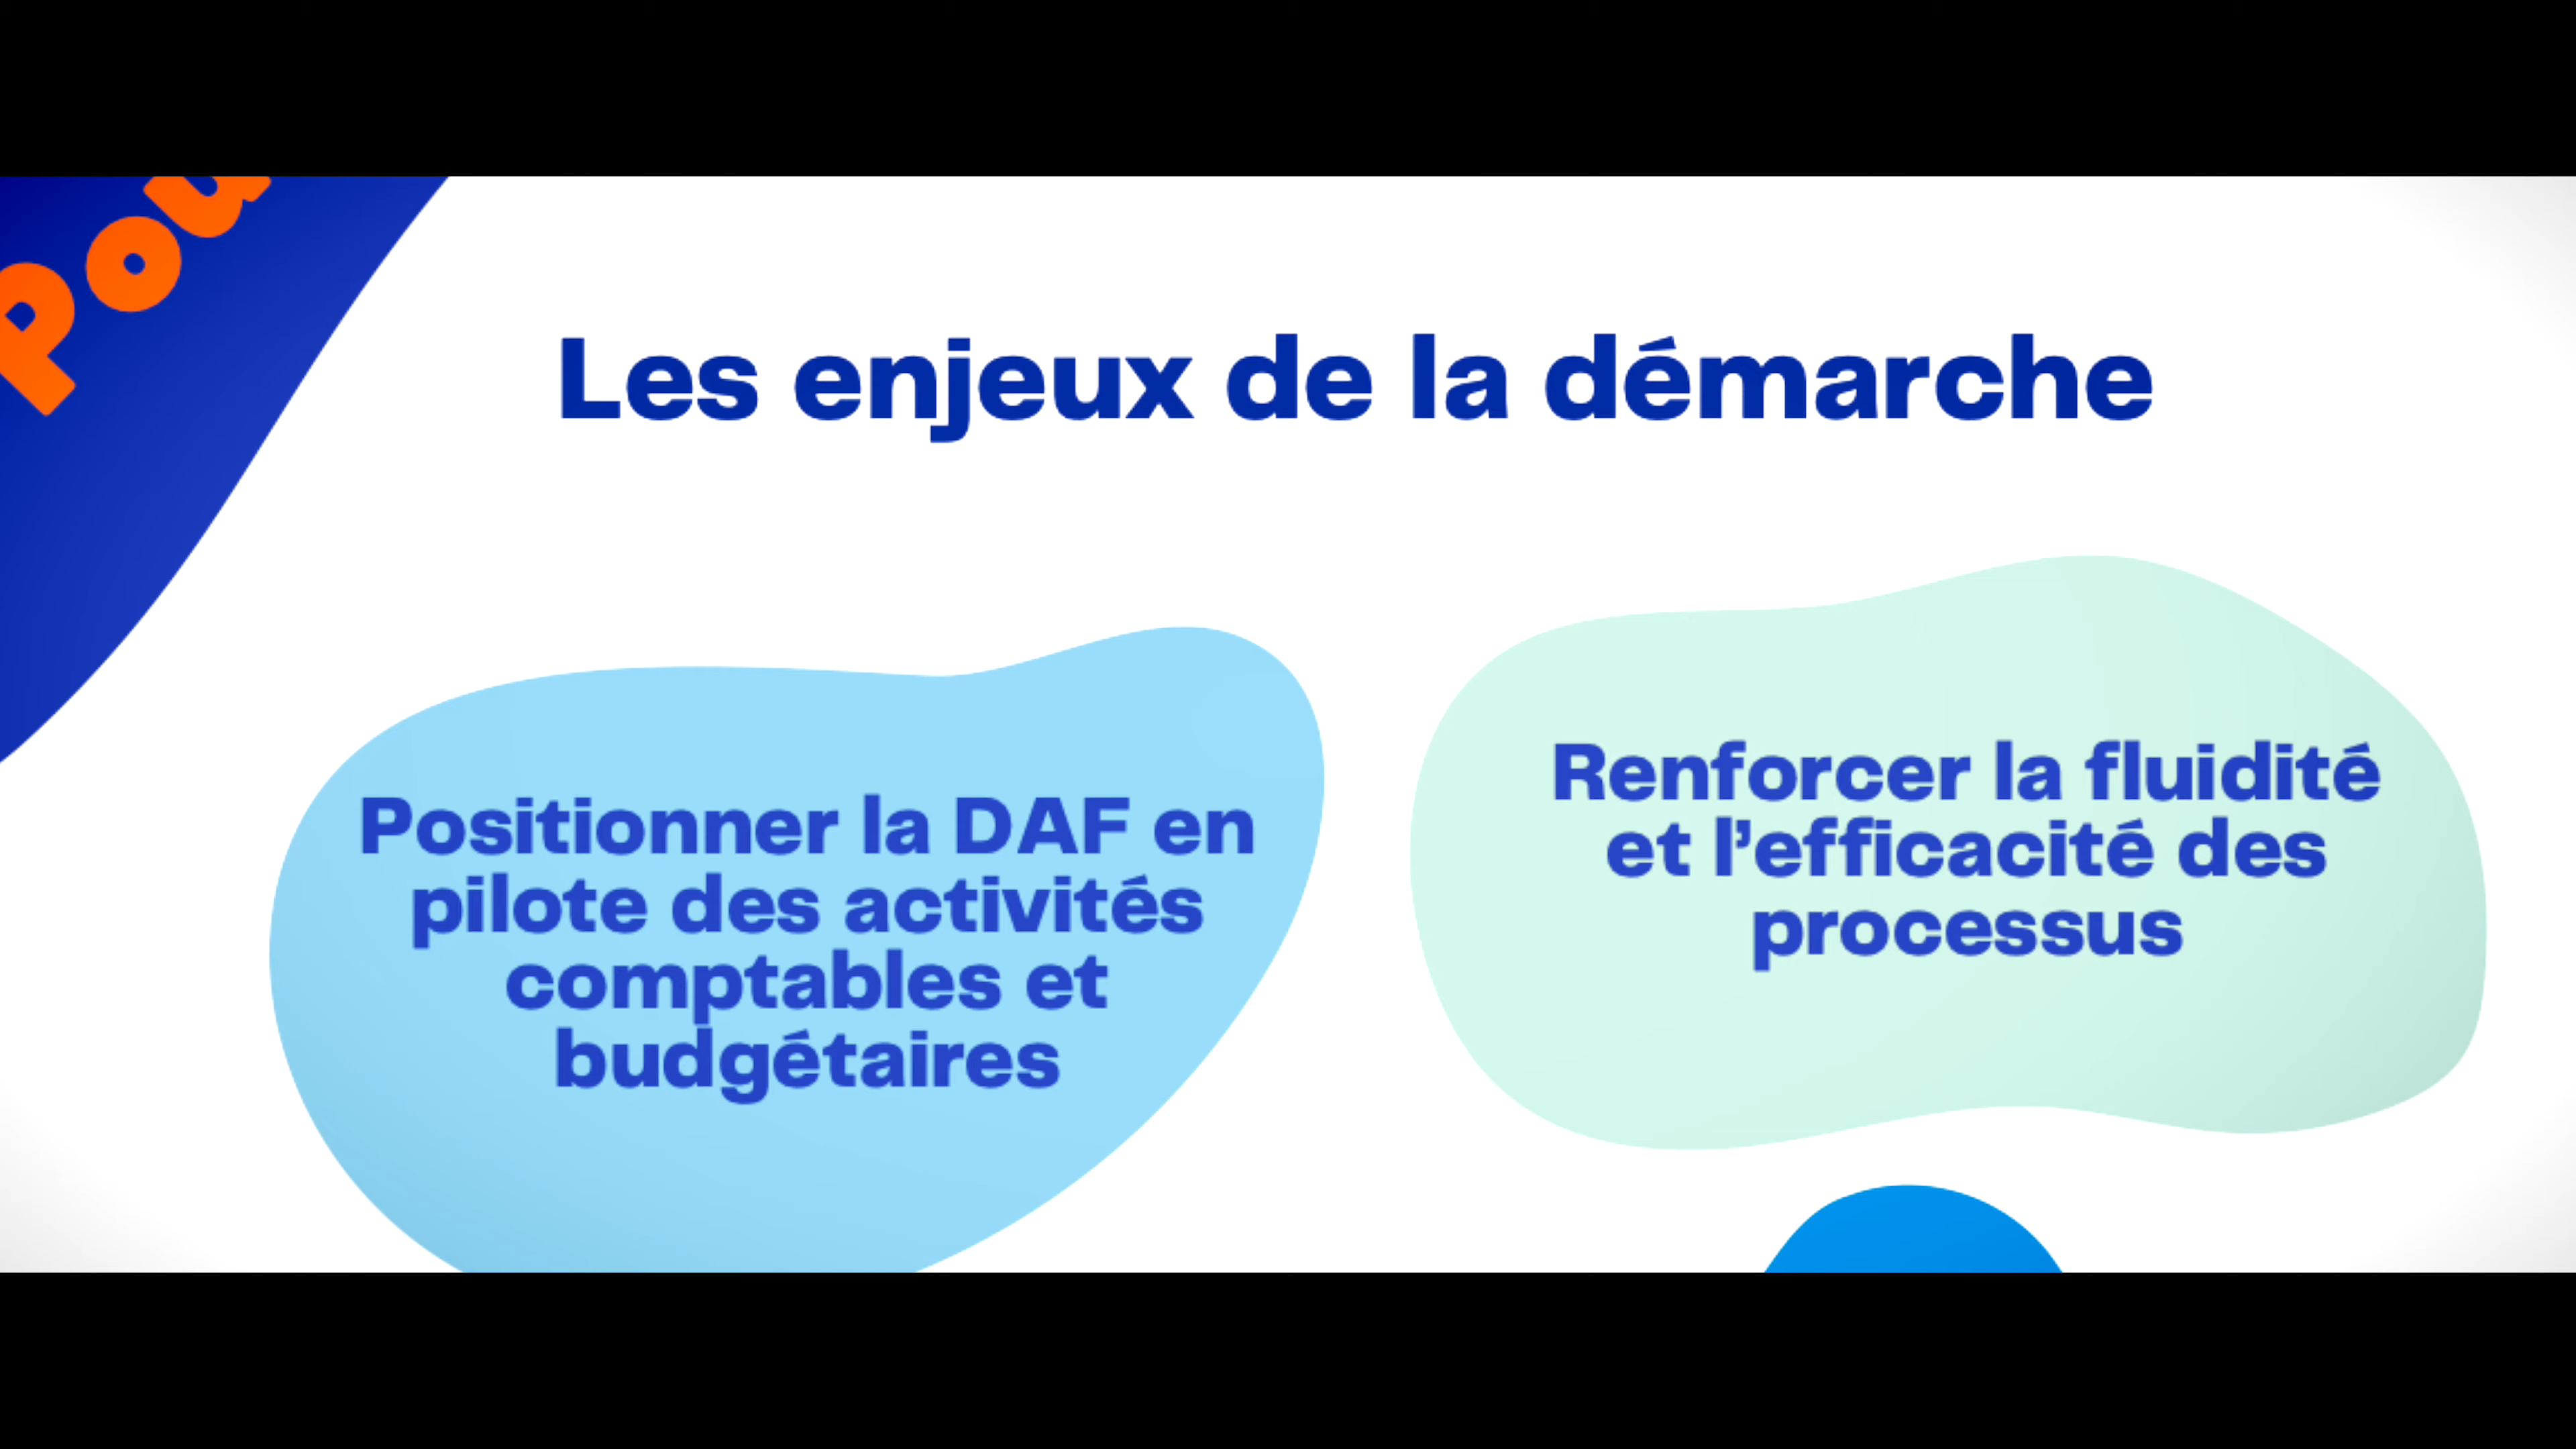 Pou
Les enjeux de la démarche
Positionner la DAF en
pilote des activités
comptables et
budgétaires
Renforcer la fluidité
et l’efficacité des
processus